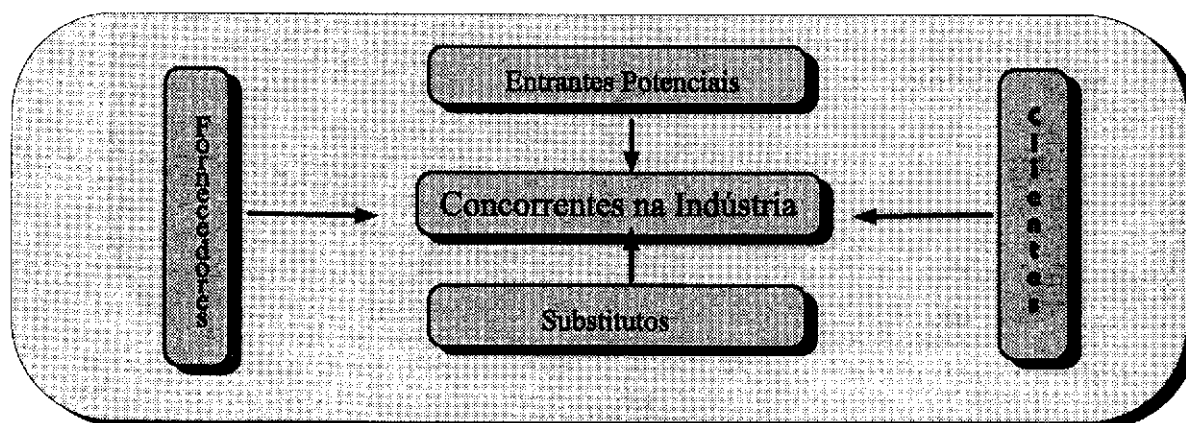 Entrantes Potenciais
Fornecedores
Clientes
Concorrentes na Indústria
Substitutos